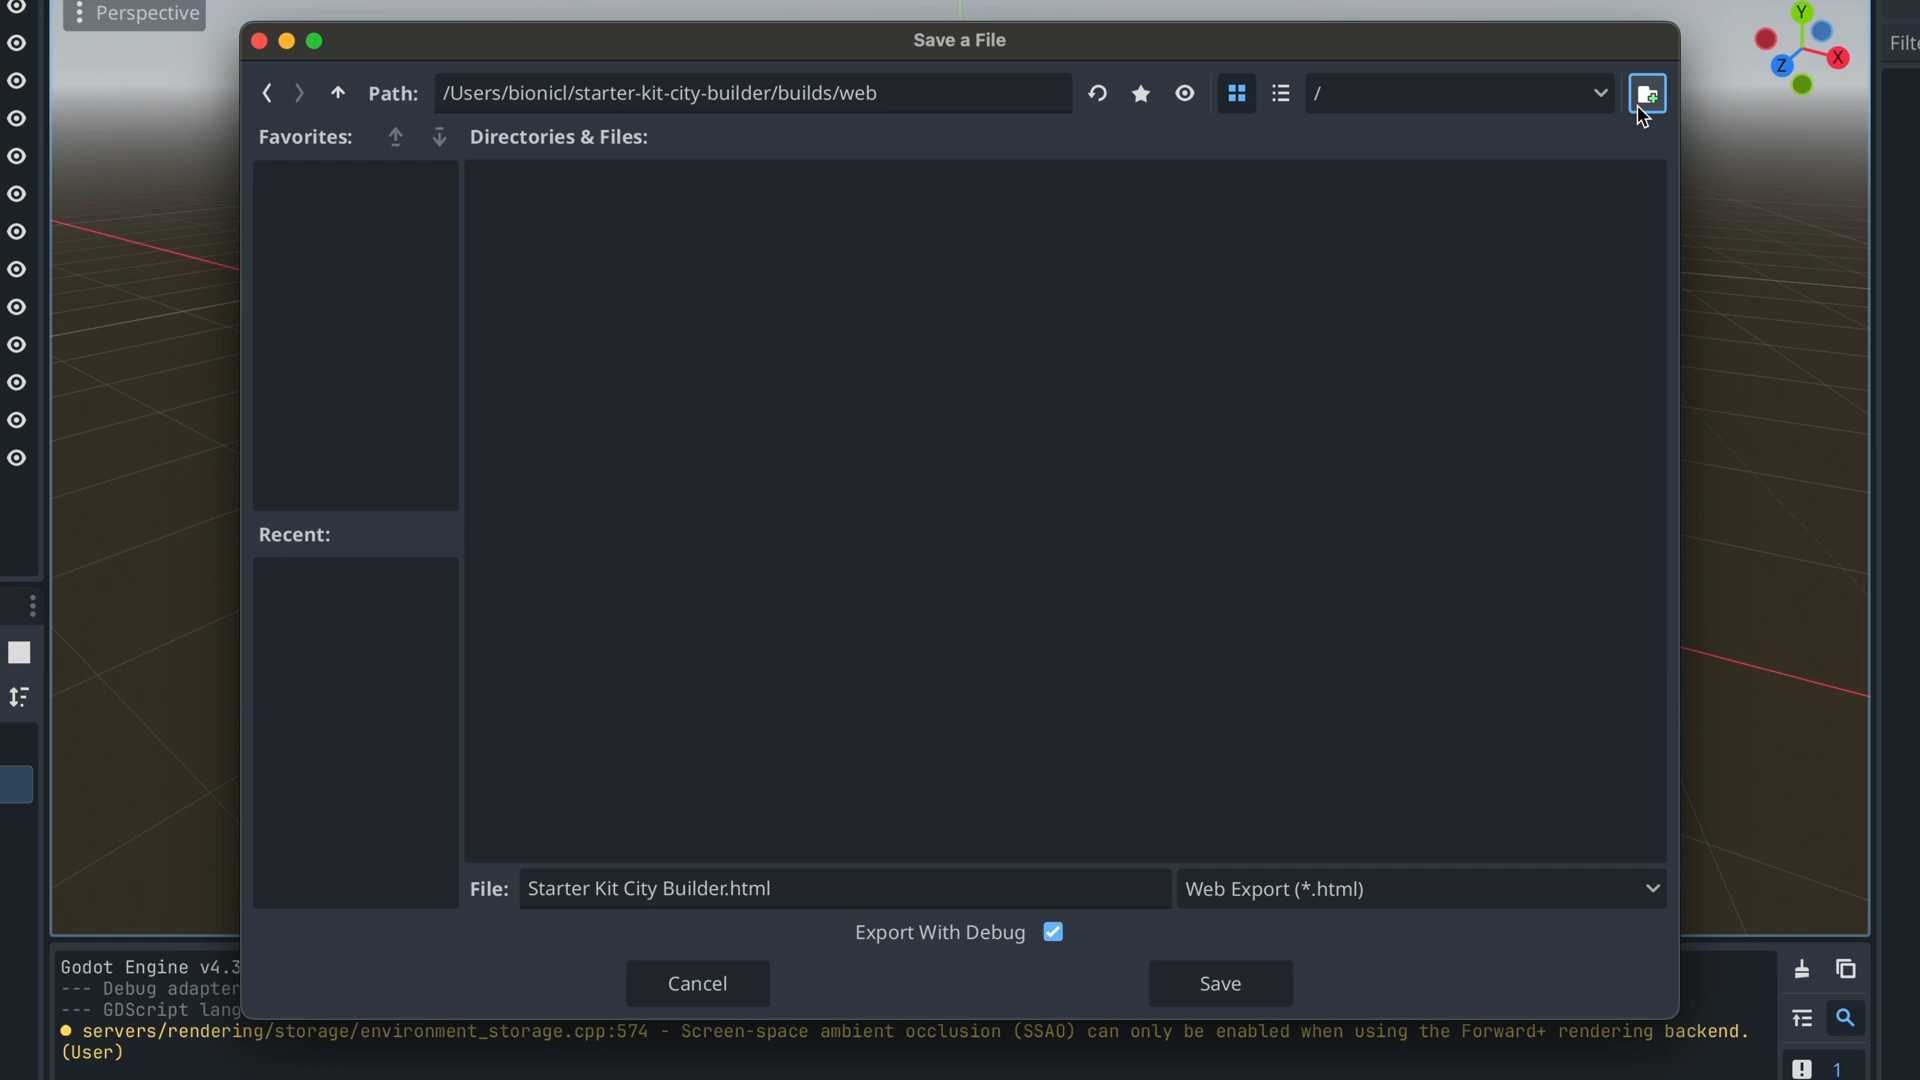 Perspective
Save a File
Y
X
Z
Filte
Path: /Users/bionicl/starter-kit-city-builder/builds/web
/
Favorites:
Directories & Files:
Recent:
File: Starter Kit City Builder.html
Web Export (*.html)
Export With Debug
Cancel
Save
Godot Engine v4.3
--- Debug adapter
--- GDScript lang
servers/rendering/storage/environment_storage.cpp:574 - Screen-space ambient occlusion (SSAO) can only be enabled when using the Forward+ rendering backend.
(User)
1